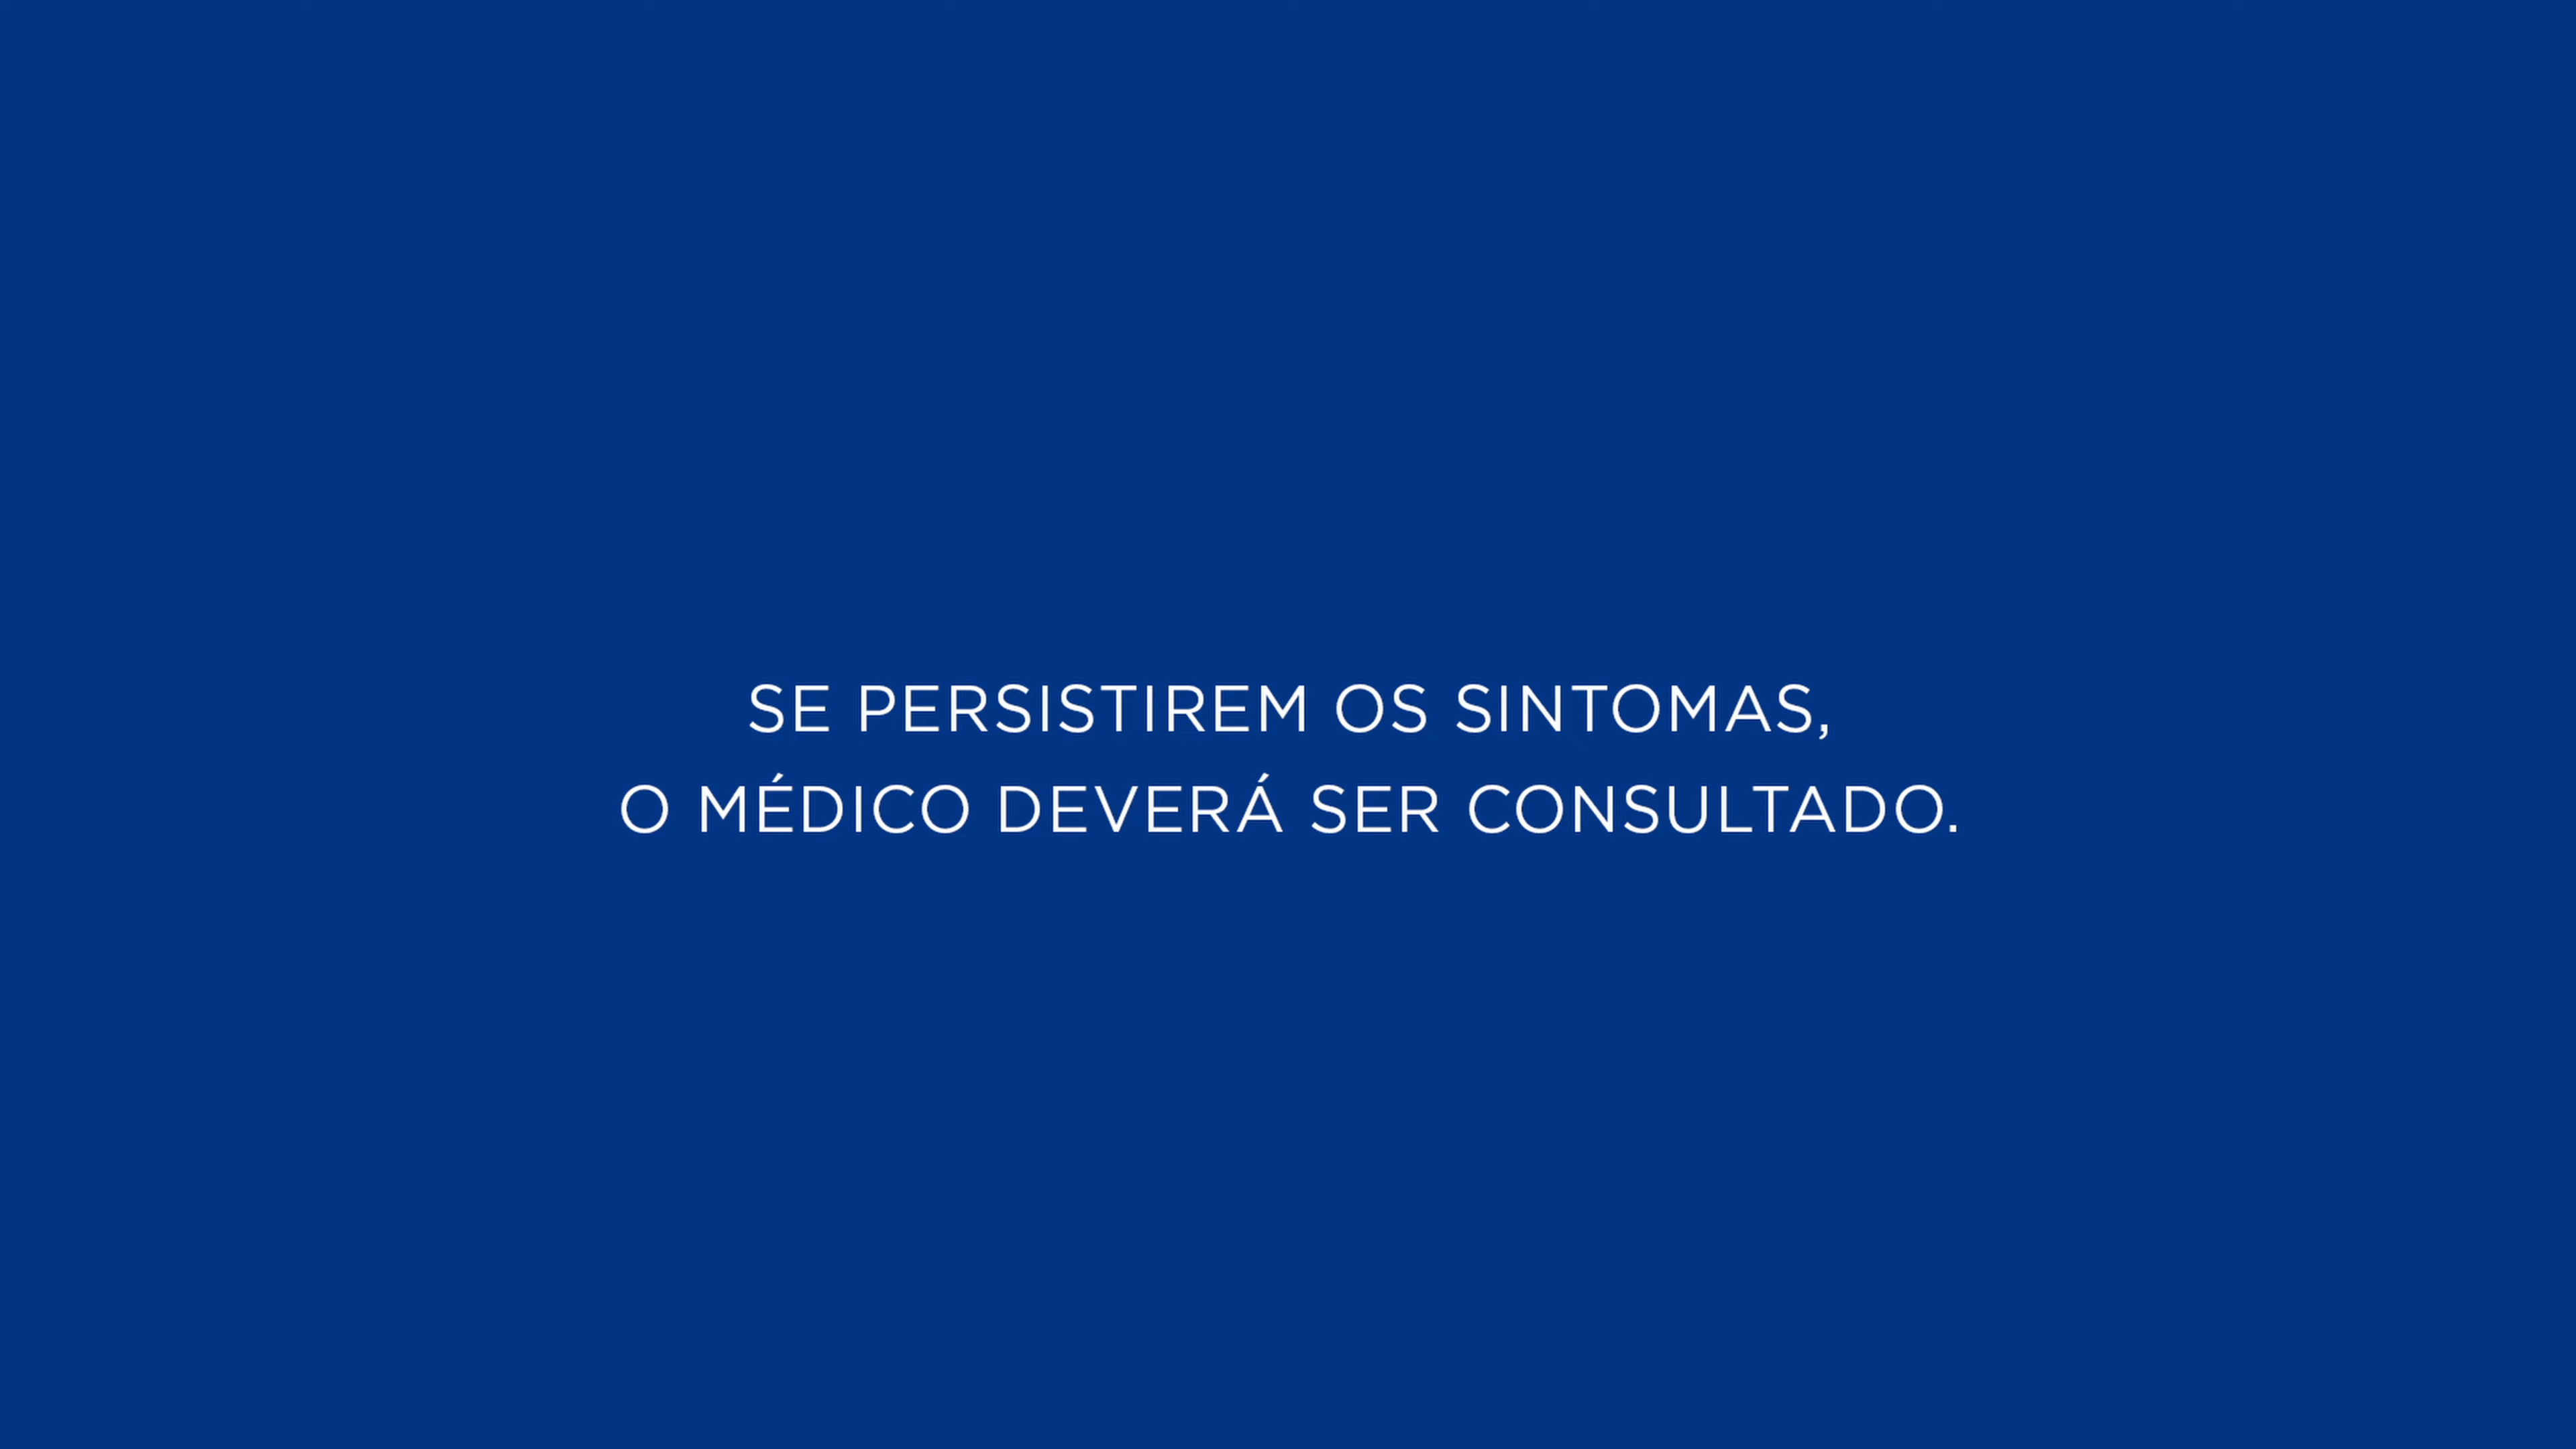 SE PERSISTIREM OS SINTOMAS,
O MÉDICO DEVERÁ SER CONSULTADO.